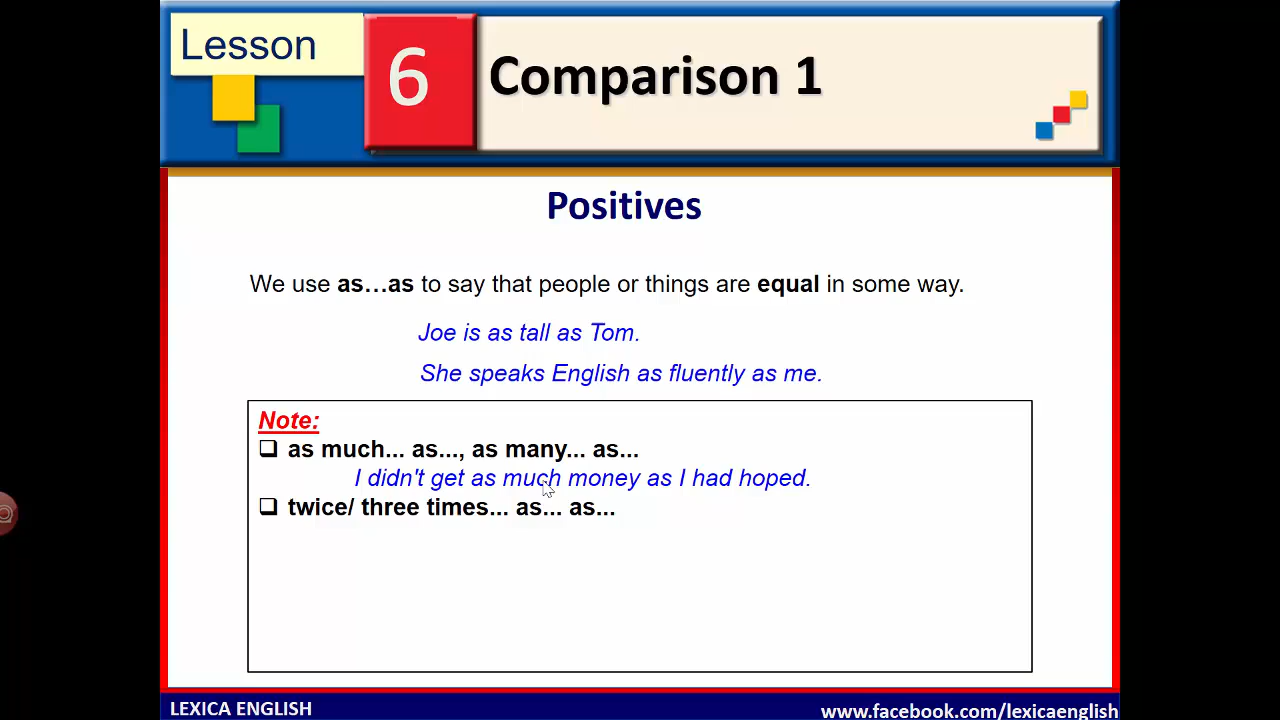 Lesson
6
Comparison 1
Positives
We use as…as to say that people or things are equal in some way.
Joe is as tall as Tom.
She speaks English as fluently as me.
Note:
❑ as much... as..., as many... as...
I didn't get as much money as I had hoped.
❑ twice/ three times... as... as...
LEXICA ENGLISH
www.facebook.com/lexicaenglish